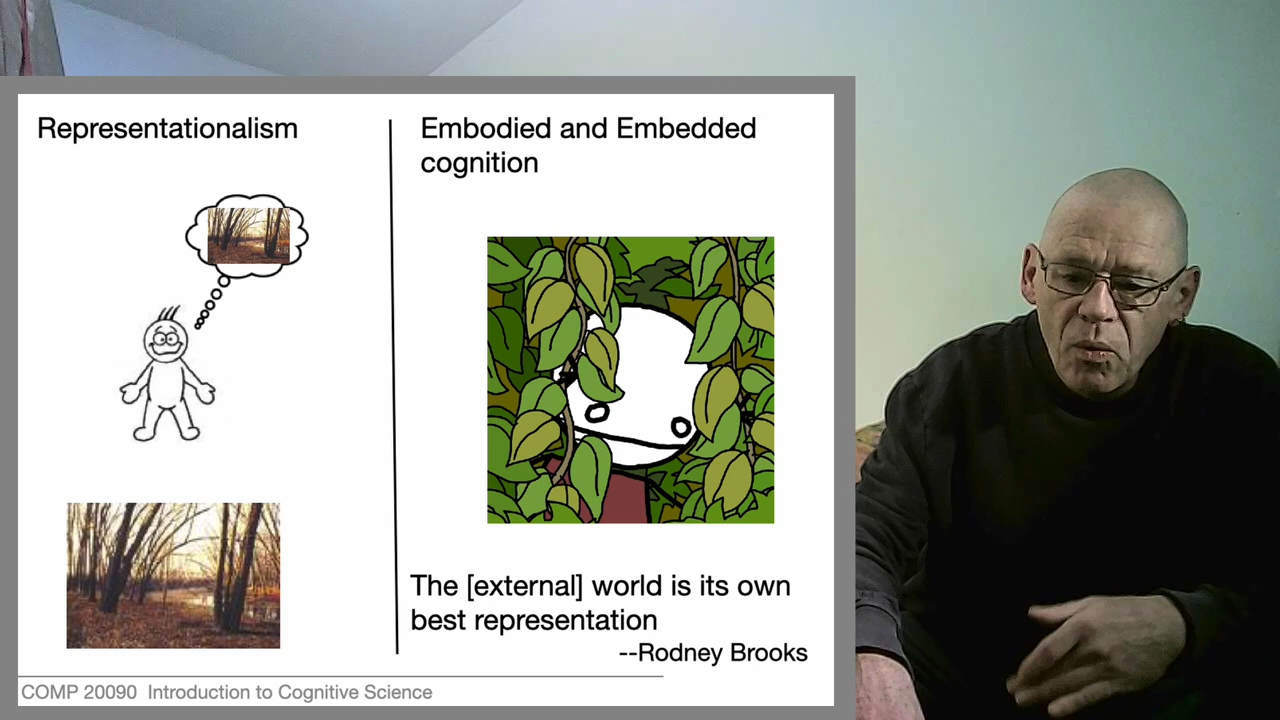 Representationalism
Embodied and Embedded
cognition
The [external] world is its own
best representation
--Rodney Brooks
COMP 20090 Introduction to Cognitive Science